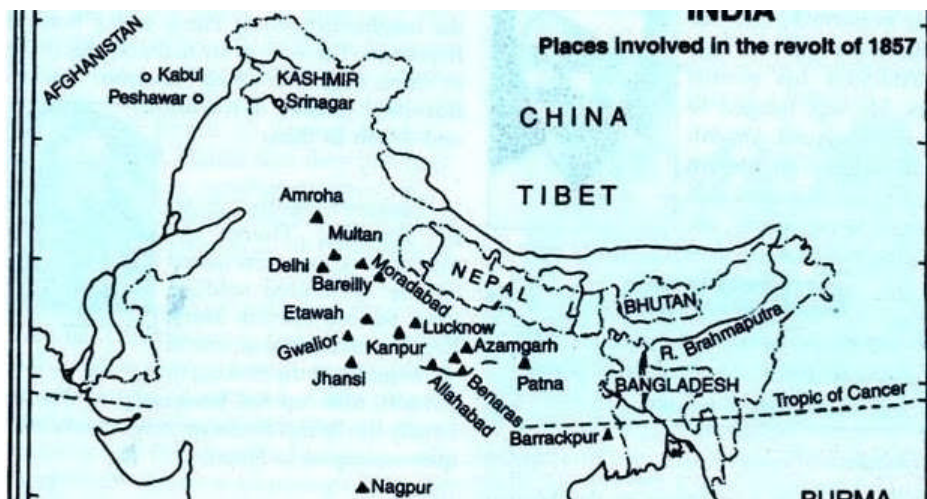 INDIA
Places Involved in the revolt of 1857
AFGHANISTAN
Kabul
Peshawar
KASHMIR
Srinagar
CHINA
TIBET
Amroha
Multan
Delhi
Bareilly
Moradabad
NEPAL
BHUTAN
Etawah
Lucknow
R. Brahmaputra
Gwalior
Kanpur
Azamgarh
Jhansi
Allahabad
Benaras
Patna
BANGLADESH
Tropic of Cancer
Barrackpur
Nagpur
BURMA